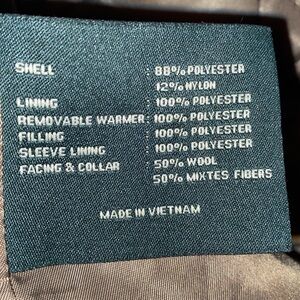 SHELL : 88% POLYESTER
12% NYLON
LINING : 100% POLYESTER
REMOVABLE WARMER : 100% POLYESTER
FILLING : 100% POLYESTER
SLEEVE LINING : 100% POLYESTER
FACING & COLLAR : 50% WOOL
50% MIXTES FIBERS
MADE IN VIETNAM